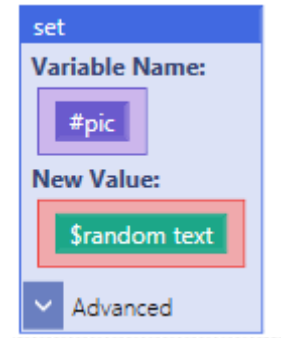 set
Variable Name:
#pic
New Value:
$random text
Advanced